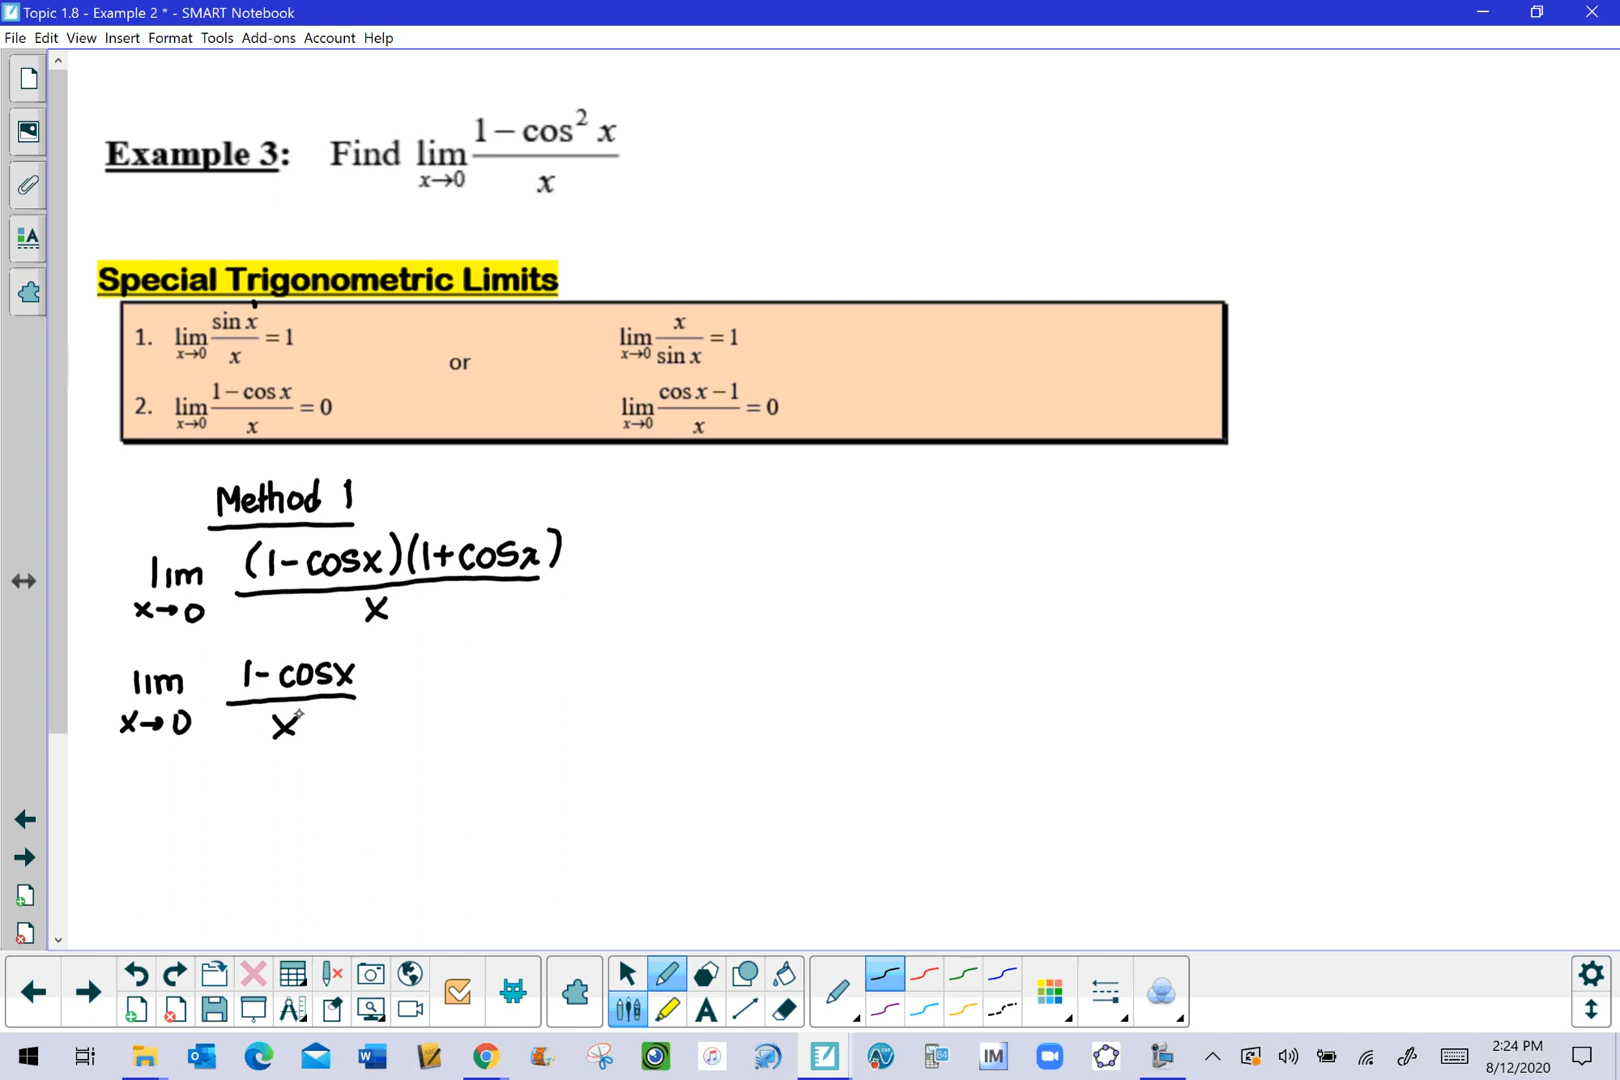 Topic 1.8 - Example 2 * - SMART Notebook
File Edit View Insert Format Tools Add-ons Account Help
Example 3: Find lim x→0 (1 − cos² x)/x
Special Trigonometric Limits
1. lim x→0 sin x / x = 1 or lim x→0 x / sin x = 1
2. lim x→0 (1 − cos x)/x = 0 lim x→0 (cos x − 1)/x = 0
Method 1
lim x→0 (1-cosx)(1+cosx) / x
lim x→0 1-cosx / x
A
A
84
IM
2:24 PM
8/12/2020